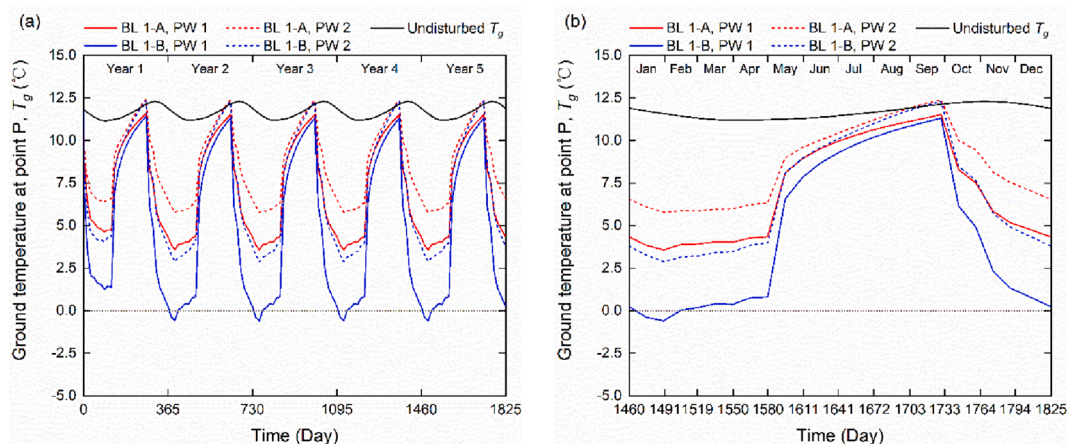 (a)
BL 1-A, PW 1
BL 1-A, PW 2
Undisturbed Tg
BL 1-B, PW 1
BL 1-B, PW 2
Ground temperature at point P, Tg (℃)
15.0
12.5
10.0
7.5
5.0
2.5
0.0
-2.5
-5.0
Year 1
Year 2
Year 3
Year 4
Year 5
0
365
730
1095
1460
1825
Time (Day)
(b)
BL 1-A, PW 1
BL 1-A, PW 2
Undisturbed Tg
BL 1-B, PW 1
BL 1-B, PW 2
Ground temperature at point P, Tg (℃)
15.0
12.5
10.0
7.5
5.0
2.5
0.0
-2.5
-5.0
Jan
Feb
Mar
Apr
May
Jun
Jul
Aug
Sep
Oct
Nov
Dec
1460
1491
1519
1550
1580
1611
1641
1672
1703
1733
1764
1794
1825
Time (Day)